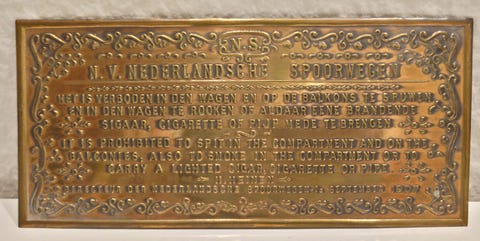 N.S.
N.V. NEDERLANDSCHE SPOORWEGEN
HET IS VERBODEN IN DEN WAGEN EN OP DE BALKONS TE SPUWEN
EN IN DEN WAGEN TE ROOKEN OF ALDAAR EENE BRANDENDE
SIGAAR, CIGARETTE OF PIJP MEDE TE BRENGEN
IT IS PROHIBITED TO SPIT IN THE COMPARTMENT AND ON THE
BALCONIES, ALSO TO SMOKE IN THE COMPARTMENT OR TO
CARRY A LIGHTED CIGAR, CIGARETTE OR PIPE.
NEDERLANDSCHE SPOORWEGEN, SEPTEMBER